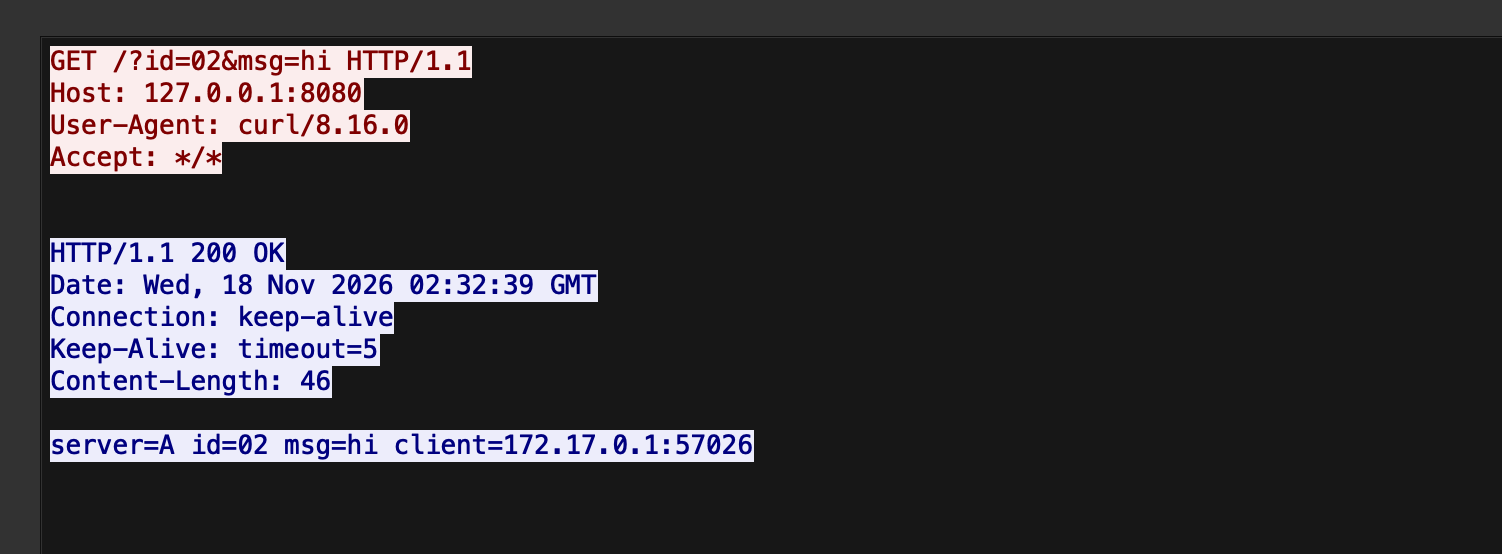 GET /?id=02&msg=hi HTTP/1.1
Host: 127.0.0.1:8080
User-Agent: curl/8.16.0
Accept: */*
HTTP/1.1 200 OK
Date: Wed, 18 Nov 2026 02:32:39 GMT
Connection: keep-alive
Keep-Alive: timeout=5
Content-Length: 46
server=A id=02 msg=hi client=172.17.0.1:57026